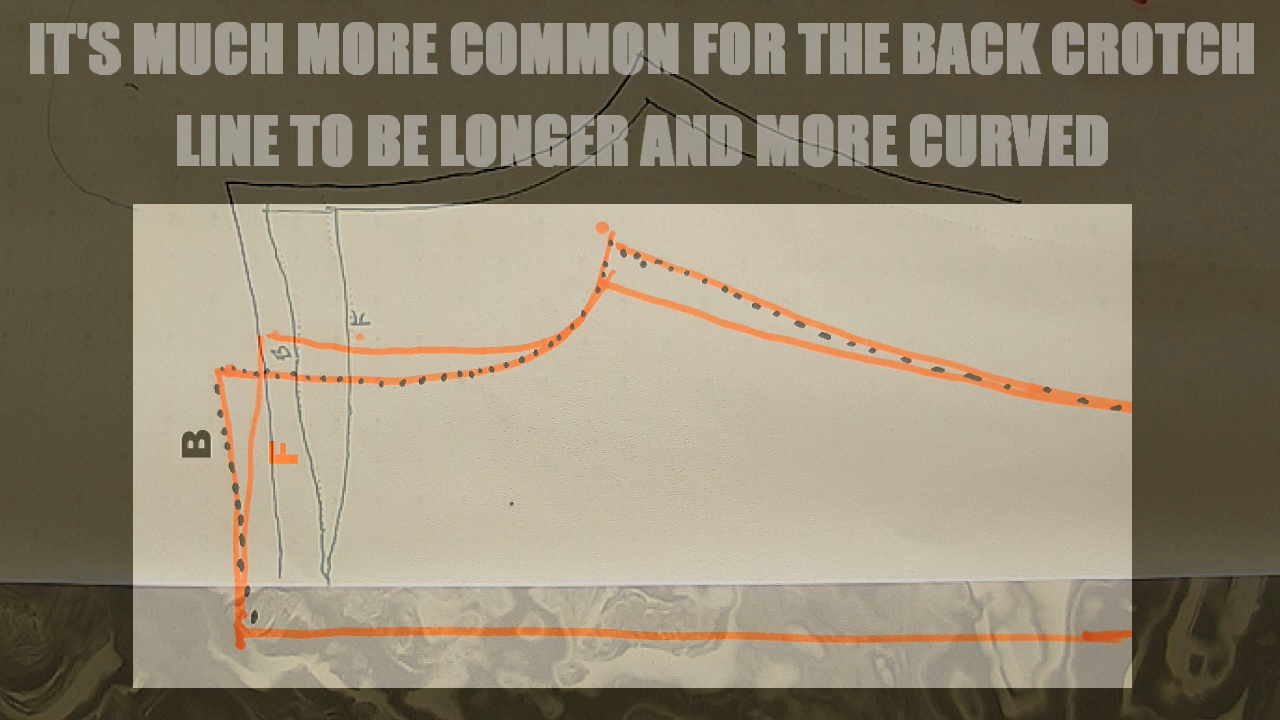 IT'S MUCH MORE COMMON FOR THE BACK CROTCH
LINE TO BE LONGER AND MORE CURVED
F
B
B
F